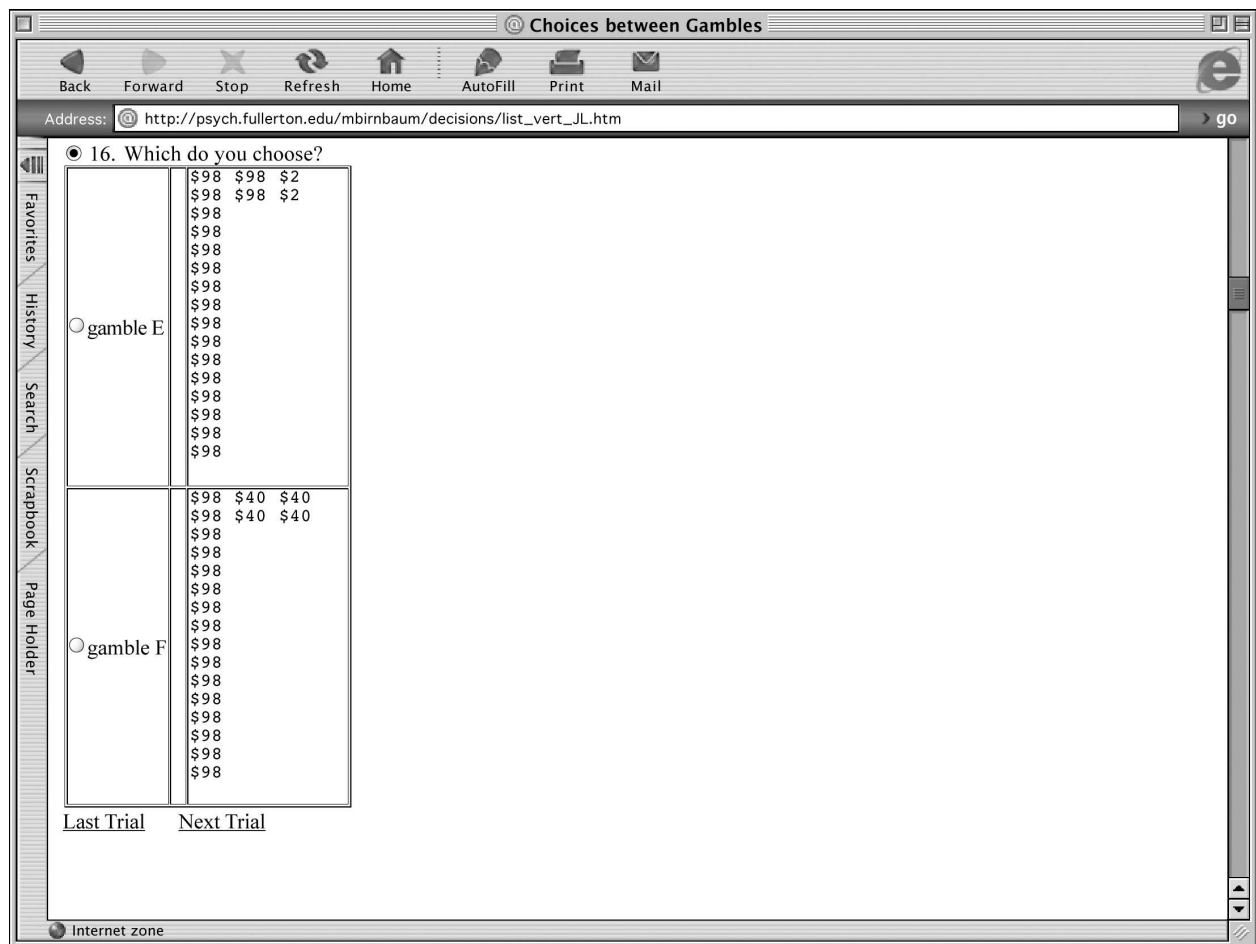 Choices between Gambles
Back Forward Stop Refresh Home AutoFill Print Mail
Address: http://psych.fullerton.edu/mbirnbaum/decisions/list_vert_JL.htm go
Favorites
History
Search
Scrapbook
Page Holder
16. Which do you choose?
gamble E
$98 $98 $2
$98 $98 $2
$98
$98
$98
$98
$98
$98
$98
$98
$98
$98
$98
$98
$98
$98
gamble F
$98 $40 $40
$98 $40 $40
$98
$98
$98
$98
$98
$98
$98
$98
$98
$98
$98
$98
$98
$98
Last Trial Next Trial
Internet zone